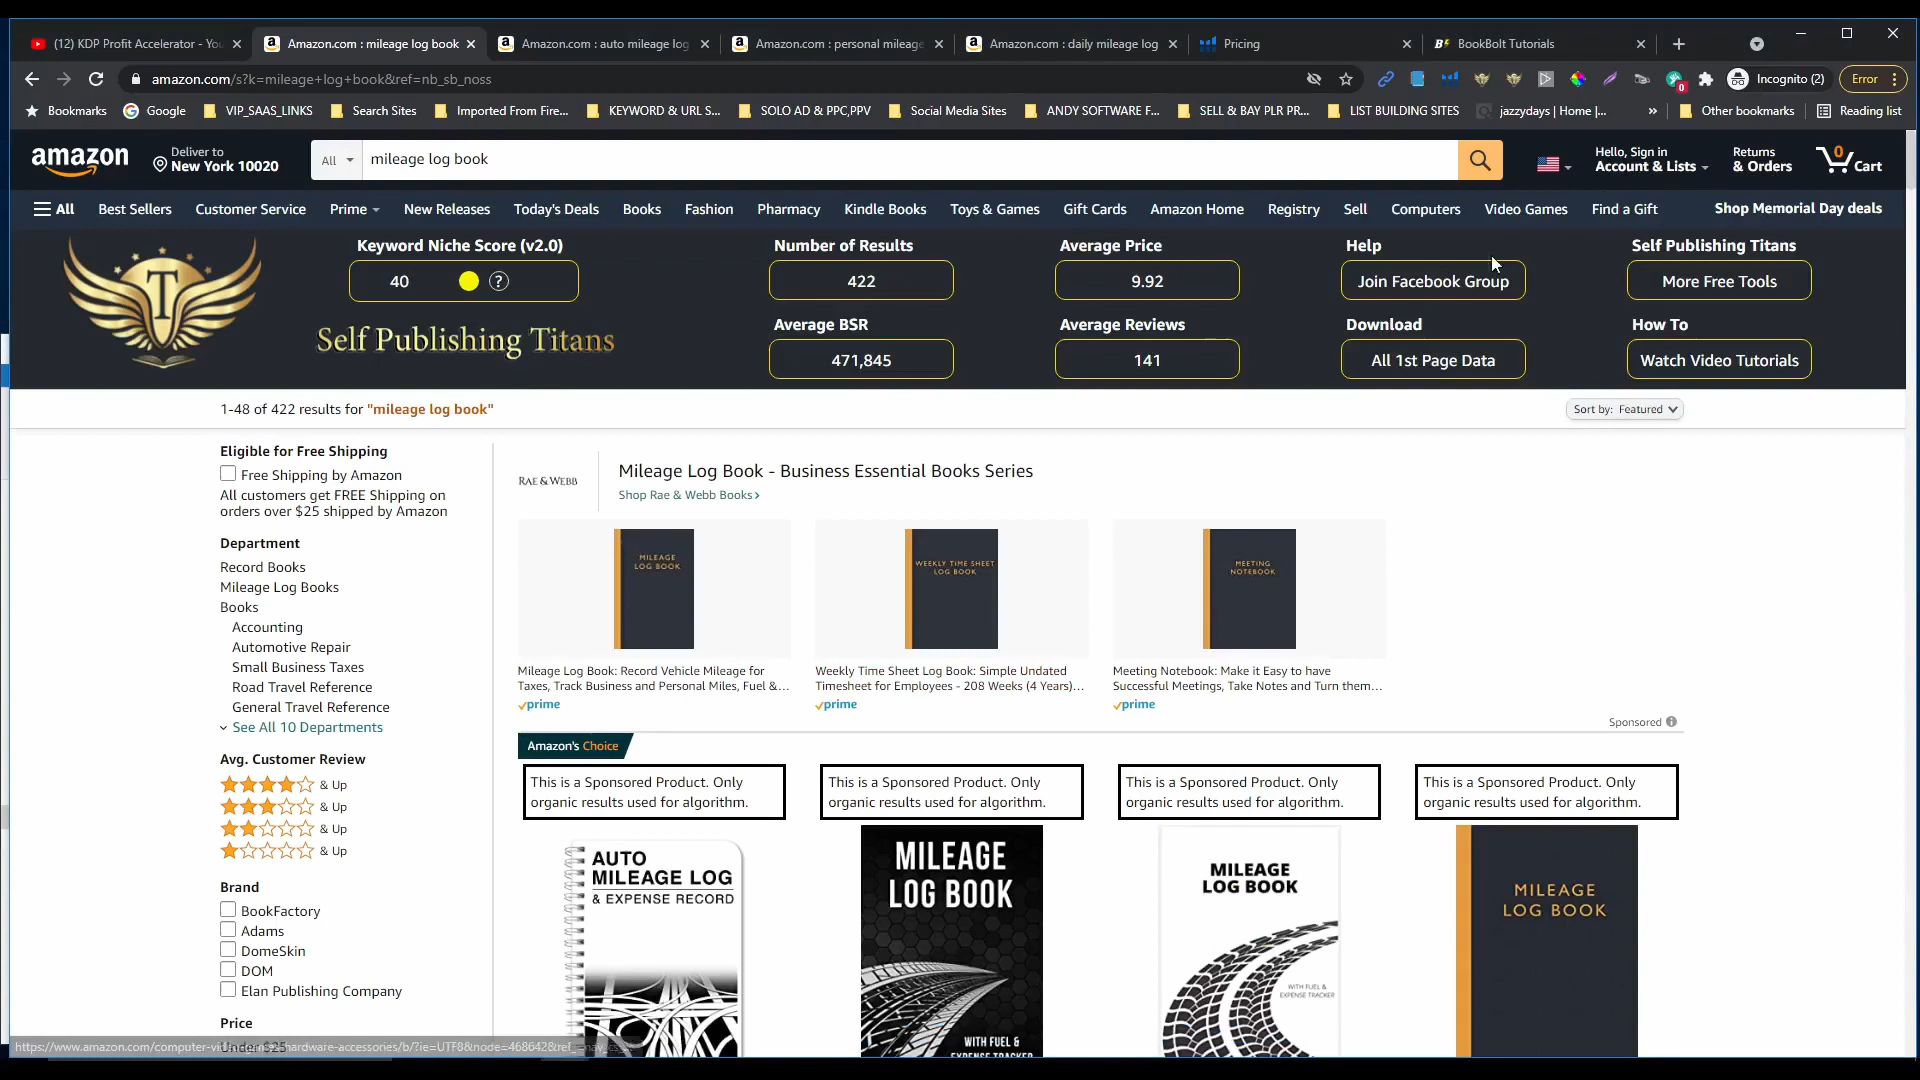 (12) KDP Profit Accelerator - You
Amazon.com : mileage log book
Amazon.com : auto mileage log
Amazon.com : personal mileage
Amazon.com : daily mileage log
Pricing
BookBolt Tutorials
amazon.com/s?k=mileage+log+book&ref=nb_sb_noss
Incognito (2)
Error
Bookmarks
Google
VIP_SAAS_LINKS
Search Sites
Imported From Fire...
KEYWORD & URL S...
SOLO AD & PPC,PPV
Social Media Sites
ANDY SOFTWARE F...
SELL & BAY PLR PR...
LIST BUILDING SITES
jazzydays | Home |...
Other bookmarks
Reading list
amazon
Deliver to
New York 10020
All
mileage log book
Hello, Sign in
Account & Lists
Returns
& Orders
0
Cart
All
Best Sellers
Customer Service
Prime
New Releases
Today's Deals
Books
Fashion
Pharmacy
Kindle Books
Toys & Games
Gift Cards
Amazon Home
Registry
Sell
Computers
Video Games
Find a Gift
Shop Memorial Day deals
T
Keyword Niche Score (v2.0)
40
?
Self Publishing Titans
Number of Results
422
Average BSR
471,845
Average Price
9.92
Average Reviews
141
Help
Join Facebook Group
Download
All 1st Page Data
Self Publishing Titans
More Free Tools
How To
Watch Video Tutorials
1-48 of 422 results for "mileage log book"
Sort by: Featured
Eligible for Free Shipping
Free Shipping by Amazon
All customers get FREE Shipping on
orders over $25 shipped by Amazon
Department
Record Books
Mileage Log Books
Books
Accounting
Automotive Repair
Small Business Taxes
Road Travel Reference
General Travel Reference
See All 10 Departments
Avg. Customer Review
& Up
& Up
& Up
& Up
Brand
BookFactory
Adams
DomeSkin
DOM
Elan Publishing Company
Price
Under $25
RAE & WEBB
Mileage Log Book - Business Essential Books Series
Shop Rae & Webb Books
MILEAGE
LOG BOOK
WEEKLY TIME SHEET
LOG BOOK
MEETING
NOTEBOOK
Mileage Log Book: Record Vehicle Mileage for
Taxes, Track Business and Personal Miles, Fuel &...
prime
Weekly Time Sheet Log Book: Simple Undated
Timesheet for Employees - 208 Weeks (4 Years)...
prime
Meeting Notebook: Make it Easy to have
Successful Meetings, Take Notes and Turn them...
prime
Sponsored
Amazon's Choice
This is a Sponsored Product. Only
organic results used for algorithm.
This is a Sponsored Product. Only
organic results used for algorithm.
This is a Sponsored Product. Only
organic results used for algorithm.
This is a Sponsored Product. Only
organic results used for algorithm.
AUTO
MILEAGE LOG
& EXPENSE RECORD
MILEAGE
LOG BOOK
WITH FUEL &
EXPENSE TRACKER
MILEAGE
LOG BOOK
WITH FUEL &
EXPENSE TRACKER
MILEAGE
LOG BOOK